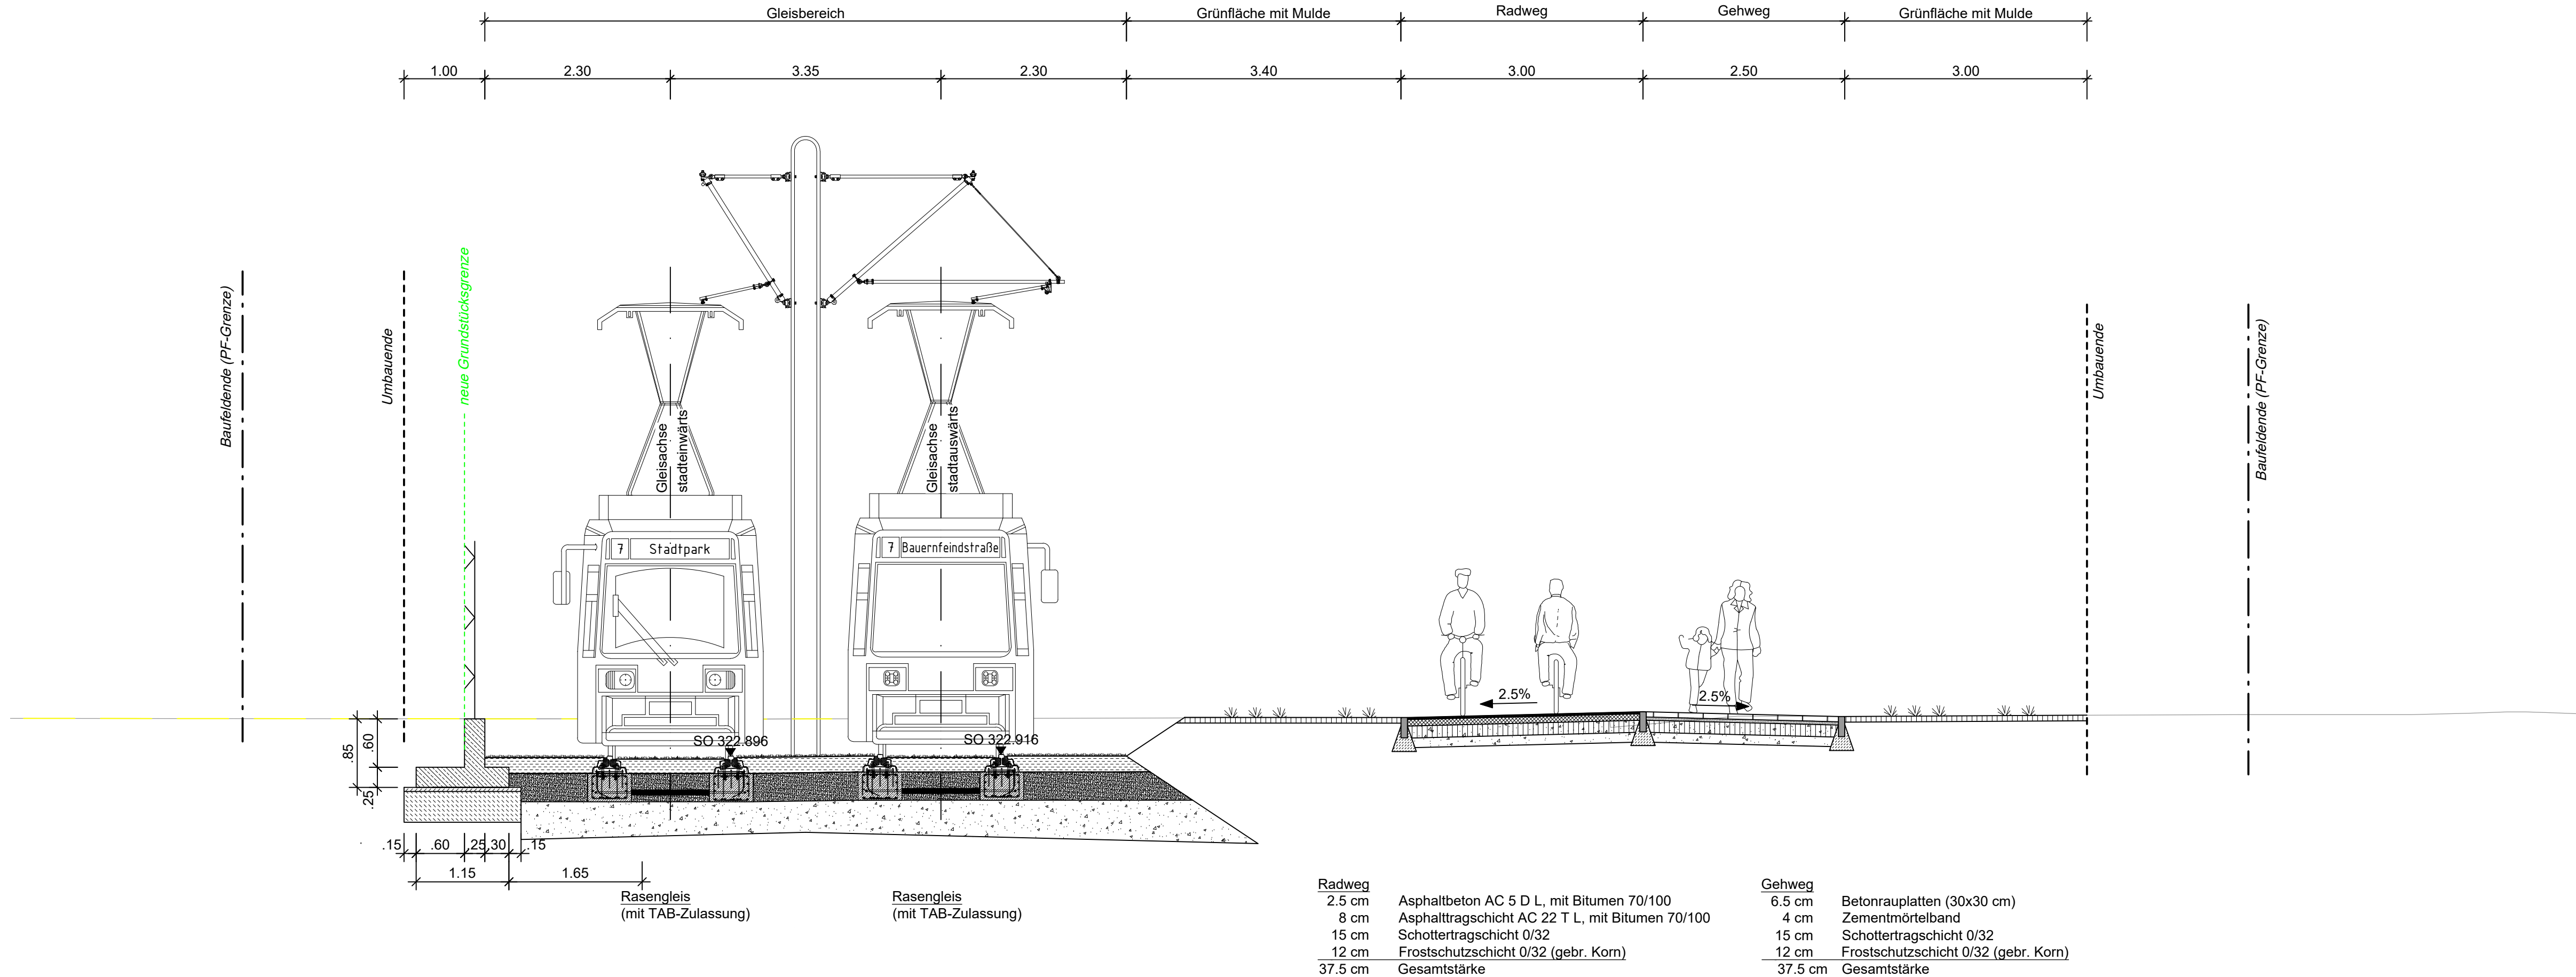 Gleisbereich
Grünfläche mit Mulde
Radweg
Gehweg
Grünfläche mit Mulde
1.00
2.30
3.35
2.30
3.40
3.00
2.50
3.00
Baufeldende (PF-Grenze)
Umbauende
neue Grundstücksgrenze
Gleisachse
stadteinwärts
Gleisachse
stadtauswärts
Umbauende
Baufeldende (PF-Grenze)
7
Stadtpark
7
Bauernfeindstraße
2.5%
2.5%
SO 322.896
SO 322.916
.85
.60
.25
.15
.60
.25
.30
.15
1.15
1.65
Rasengleis
(mit TAB-Zulassung)
Rasengleis
(mit TAB-Zulassung)
Radweg
2.5 cm Asphaltbeton AC 5 D L, mit Bitumen 70/100
8 cm Asphalttragschicht AC 22 T L, mit Bitumen 70/100
15 cm Schottertragschicht 0/32
12 cm Frostschutzschicht 0/32 (gebr. Korn)
37.5 cm Gesamtstärke
Gehweg
6.5 cm Betonrauplatten (30x30 cm)
4 cm Zementmörtelband
15 cm Schottertragschicht 0/32
12 cm Frostschutzschicht 0/32 (gebr. Korn)
37.5 cm Gesamtstärke